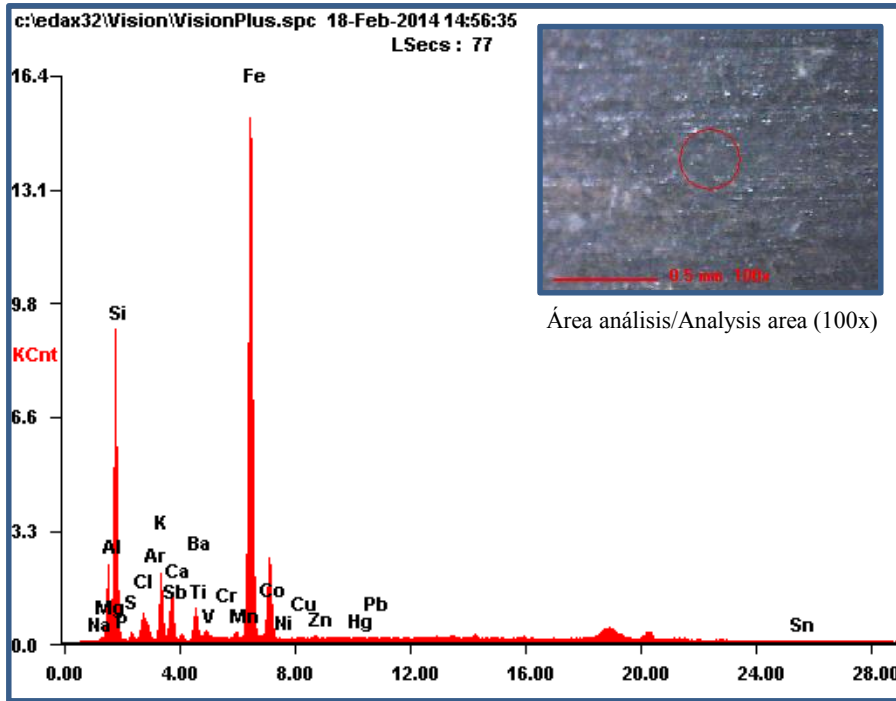 c:\edax32\Vision\VisionPlus.spc 18-Feb-2014 14:56:35
LSecs : 77
16.4
13.1
9.8
KCnt
6.6
3.3
0.0
Fe
Si
K
Al
Ar
Ba
Ca
Cl
Sb
Ti
Cr
Co
Mg
S
P
Na
V
Mn
Ni
Cu
Zn
Hg
Pb
Sn
0.00 4.00 8.00 12.00 16.00 20.00 24.00 28.00
0.5 mm 100x
Área análisis/Analysis area (100x)